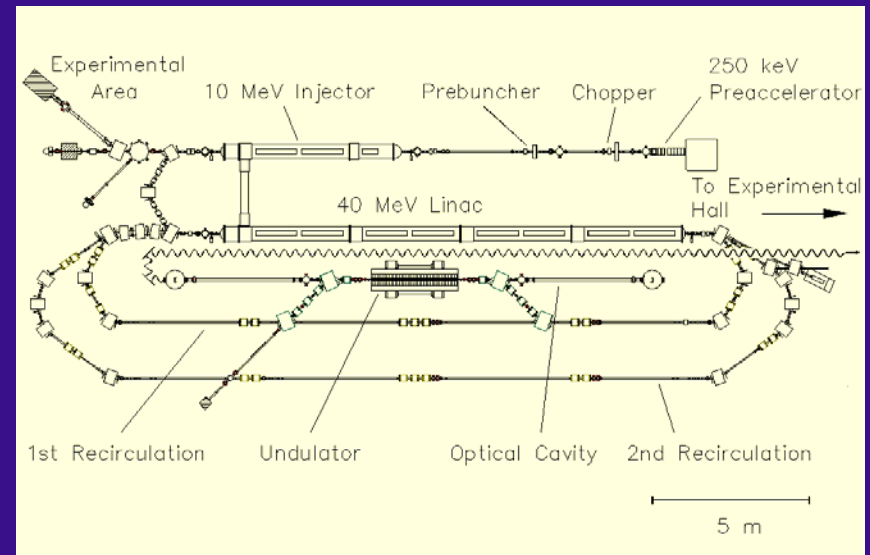 Experimental
Area
10 MeV Injector
Prebuncher
Chopper
250 keV
Preaccelerator
To Experimental
Hall
40 MeV Linac
1st Recirculation
Undulator
Optical Cavity
2nd Recirculation
5 m